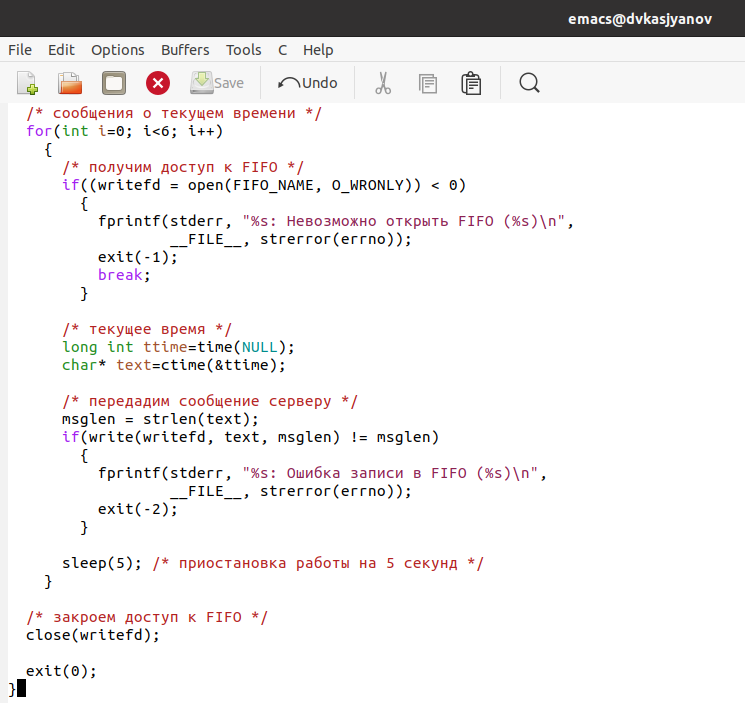 emacs@dvkasjyanov
File Edit Options Buffers Tools C Help
Save Undo
/* сообщения о текущем времени */
for(int i=0; i<6; i++)
{
/* получим доступ к FIFO */
if((writefd = open(FIFO_NAME, O_WRONLY)) < 0)
{
fprintf(stderr, "%s: Невозможно открыть FIFO (%s)\n",
__FILE__, strerror(errno));
exit(-1);
break;
}
/* текущее время */
long int ttime=time(NULL);
char* text=ctime(&ttime);
/* передадим сообщение серверу */
msglen = strlen(text);
if(write(writefd, text, msglen) != msglen)
{
fprintf(stderr, "%s: Ошибка записи в FIFO (%s)\n",
__FILE__, strerror(errno));
exit(-2);
}
sleep(5); /* приостановка работы на 5 секунд */
}
/* закроем доступ к FIFO */
close(writefd);
exit(0);
}